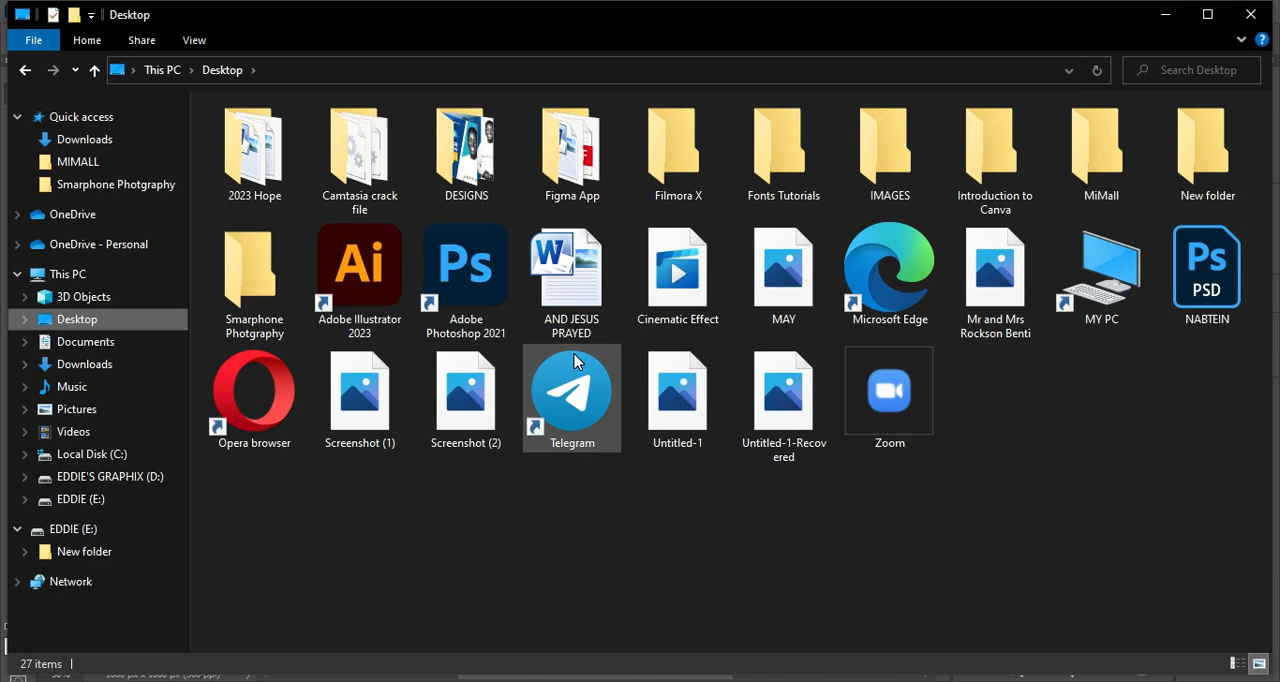 Desktop
File Home Share View
This PC Desktop
Search Desktop
Quick access
Downloads
MIMALL
Smarphone Photgraphy
OneDrive
OneDrive - Personal
This PC
3D Objects
Desktop
Documents
Downloads
Music
Pictures
Videos
Local Disk (C:)
EDDIE'S GRAPHIX (D:)
EDDIE (E:)
EDDIE (E:)
New folder
Network
2023 Hope
Camtasia crack
file
DESIGNS
Figma App
Filmora X
Fonts Tutorials
IMAGES
Introduction to
Canva
MiMall
New folder
Smarphone
Photgraphy
Ai
Adobe Illustrator
2023
Ps
Adobe
Photoshop 2021
W
AND JESUS
PRAYED
Cinematic Effect
MAY
Microsoft Edge
Mr and Mrs
Rockson Benti
MY PC
Ps
PSD
NABTEIN
Opera browser
Screenshot (1)
Screenshot (2)
Telegram
Untitled-1
Untitled-1-Recov
ered
Zoom
27 items